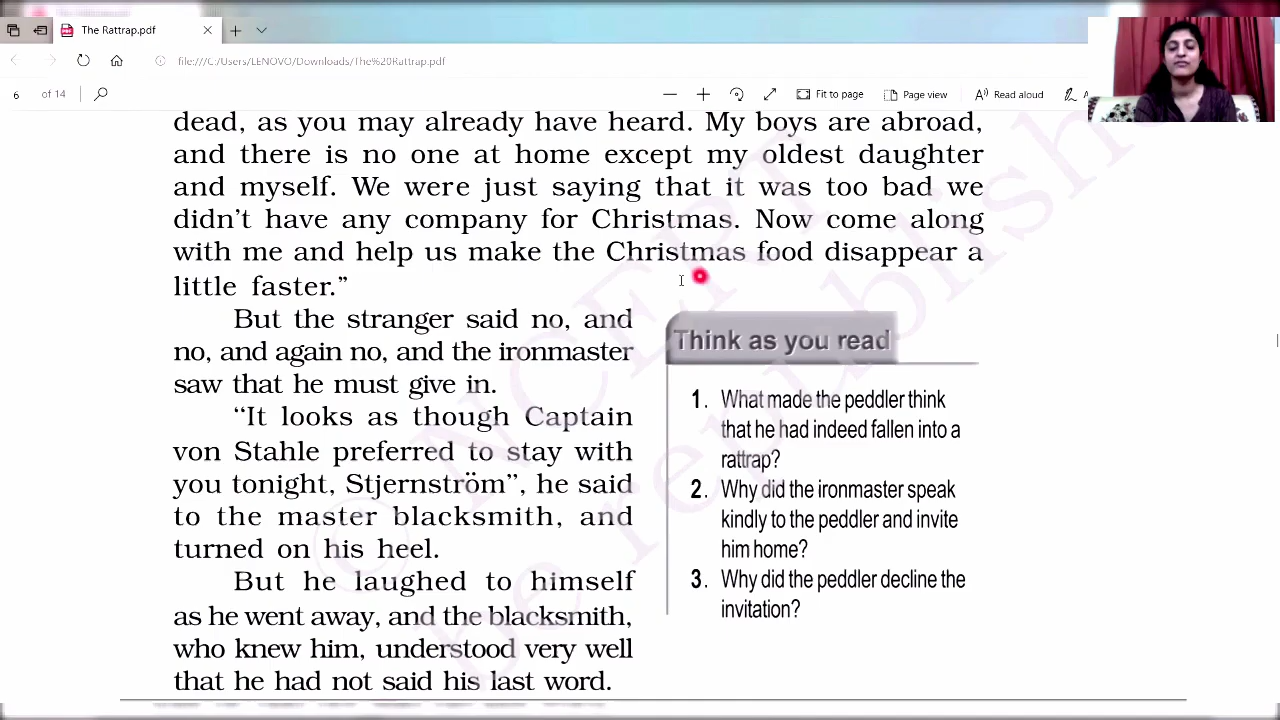 The Rattrap.pdf
file:///C:/Users/LENOVO/Downloads/The%20Rattrap.pdf
6 of 14
Fit to page
Page view
Read aloud
dead, as you may already have heard. My boys are abroad,
and there is no one at home except my oldest daughter
and myself. We were just saying that it was too bad we
didn't have any company for Christmas. Now come along
with me and help us make the Christmas food disappear a
little faster.”
But the stranger said no, and
no, and again no, and the ironmaster
saw that he must give in.
“It looks as though Captain
von Stahle preferred to stay with
you tonight, Stjernström”, he said
to the master blacksmith, and
turned on his heel.
But he laughed to himself
as he went away, and the blacksmith,
who knew him, understood very well
that he had not said his last word.
Think as you read
1. What made the peddler think
that he had indeed fallen into a
rattrap?
2. Why did the ironmaster speak
kindly to the peddler and invite
him home?
3. Why did the peddler decline the
invitation?
© NCERT
be republishe